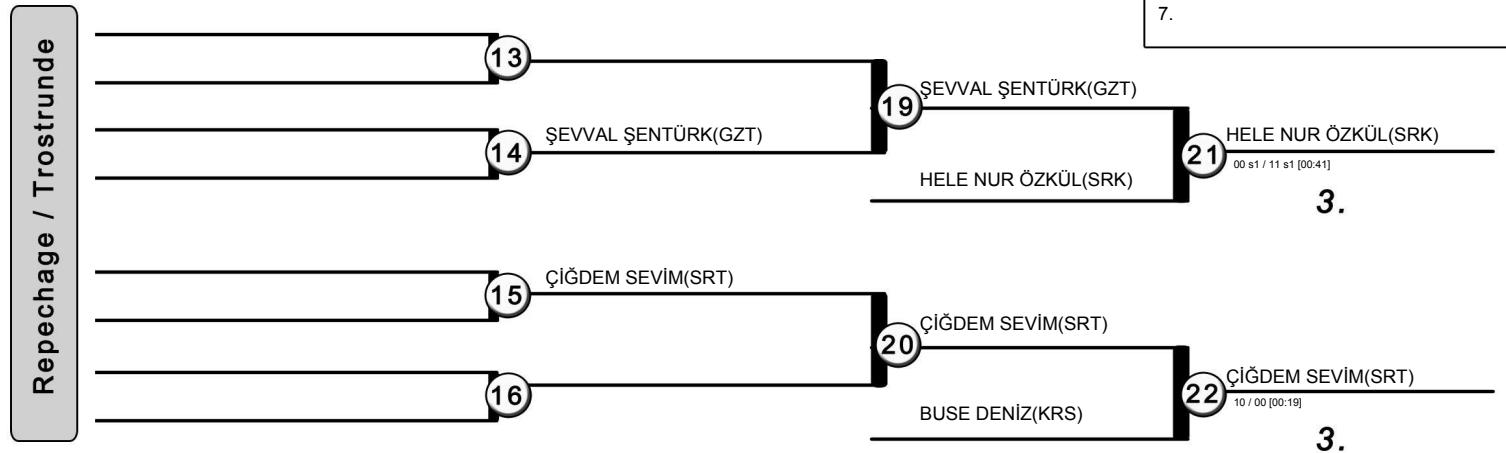 Repechage / Trostrunde
7.
13
19
ŞEVVAL ŞENTÜRK(GZT)
14
ŞEVVAL ŞENTÜRK(GZT)
21
HELE NUR ÖZKÜL(SRK)
00 s1 / 11 s1 [00:41]
HELE NUR ÖZKÜL(SRK)
3.
15
ÇİĞDEM SEVİM(SRT)
20
ÇİĞDEM SEVİM(SRT)
16
22
ÇİĞDEM SEVİM(SRT)
10 / 00 [00:19]
BUSE DENİZ(KRS)
3.